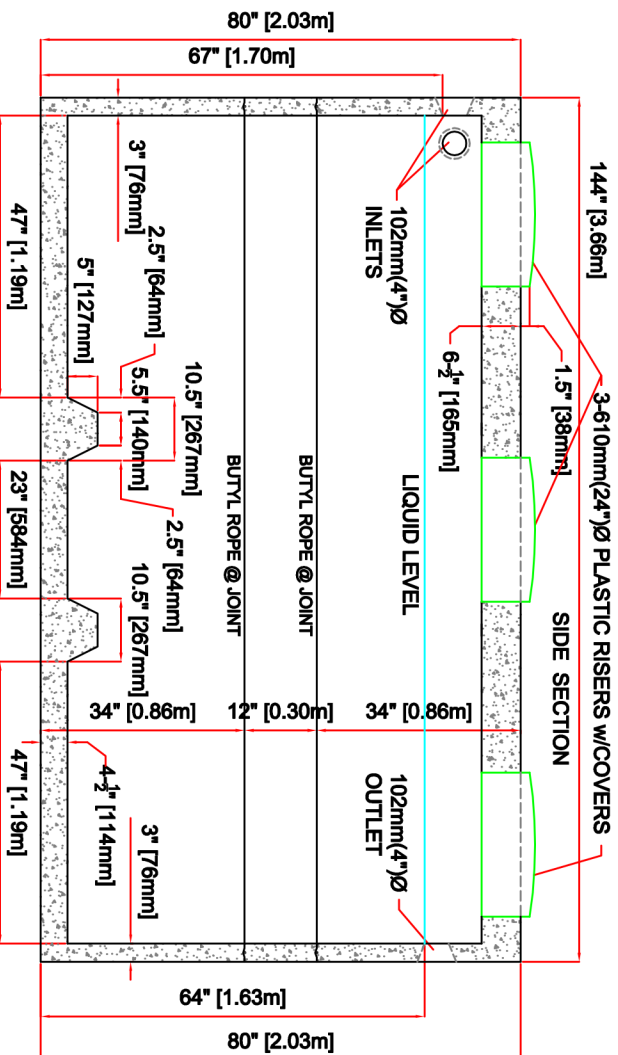 144" [3.66m]
3-610mm(24")Ø PLASTIC RISERS w/COVERS
SIDE SECTION
1.5" [38mm]
6-1/2" [165mm]
80" [2.03m]
67" [1.70m]
102mm(4")Ø
INLETS
LIQUID LEVEL
102mm(4")Ø
OUTLET
34" [0.86m]
BUTYL ROPE @ JOINT
12" [0.30m]
BUTYL ROPE @ JOINT
34" [0.86m]
64" [1.63m]
80" [2.03m]
3" [76mm]
2.5" [64mm]
10.5" [267mm]
5.5" [140mm]
5" [127mm]
2.5" [64mm]
10.5" [267mm]
4-1/2" [114mm]
3" [76mm]
47" [1.19m]
23" [584mm]
47" [1.19m]